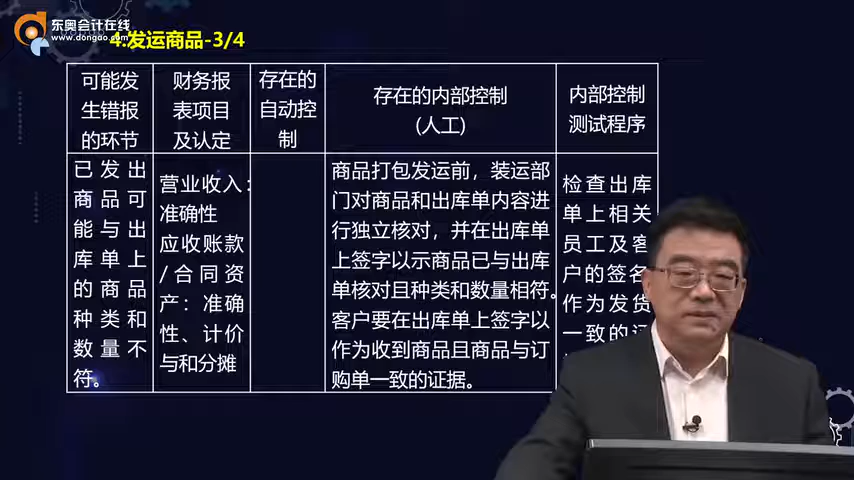 东奥会计在线
www.dongao.com
4.发运商品-3/4
可能发
生错报
的环节
财务报
表项目
及认定
存在的
自动控
制
存在的内部控制
(人工)
内部控制
测试程序
已发出
商品可
能与出
库单上
的商品
种类和
数量不
符。
营业收入:
准确性
应收账款
/合同资
产：准确
性、计价
与和分摊
商品打包发运前，装运部
门对商品和出库单内容进
行独立核对，并在出库单
上签字以示商品已与出库
单核对且种类和数量相符。
客户要在出库单上签字以
作为收到商品且商品与订
购单一致的证据。
检查出库
单上相关
员工及客
户的签名
作为发货
一致的证